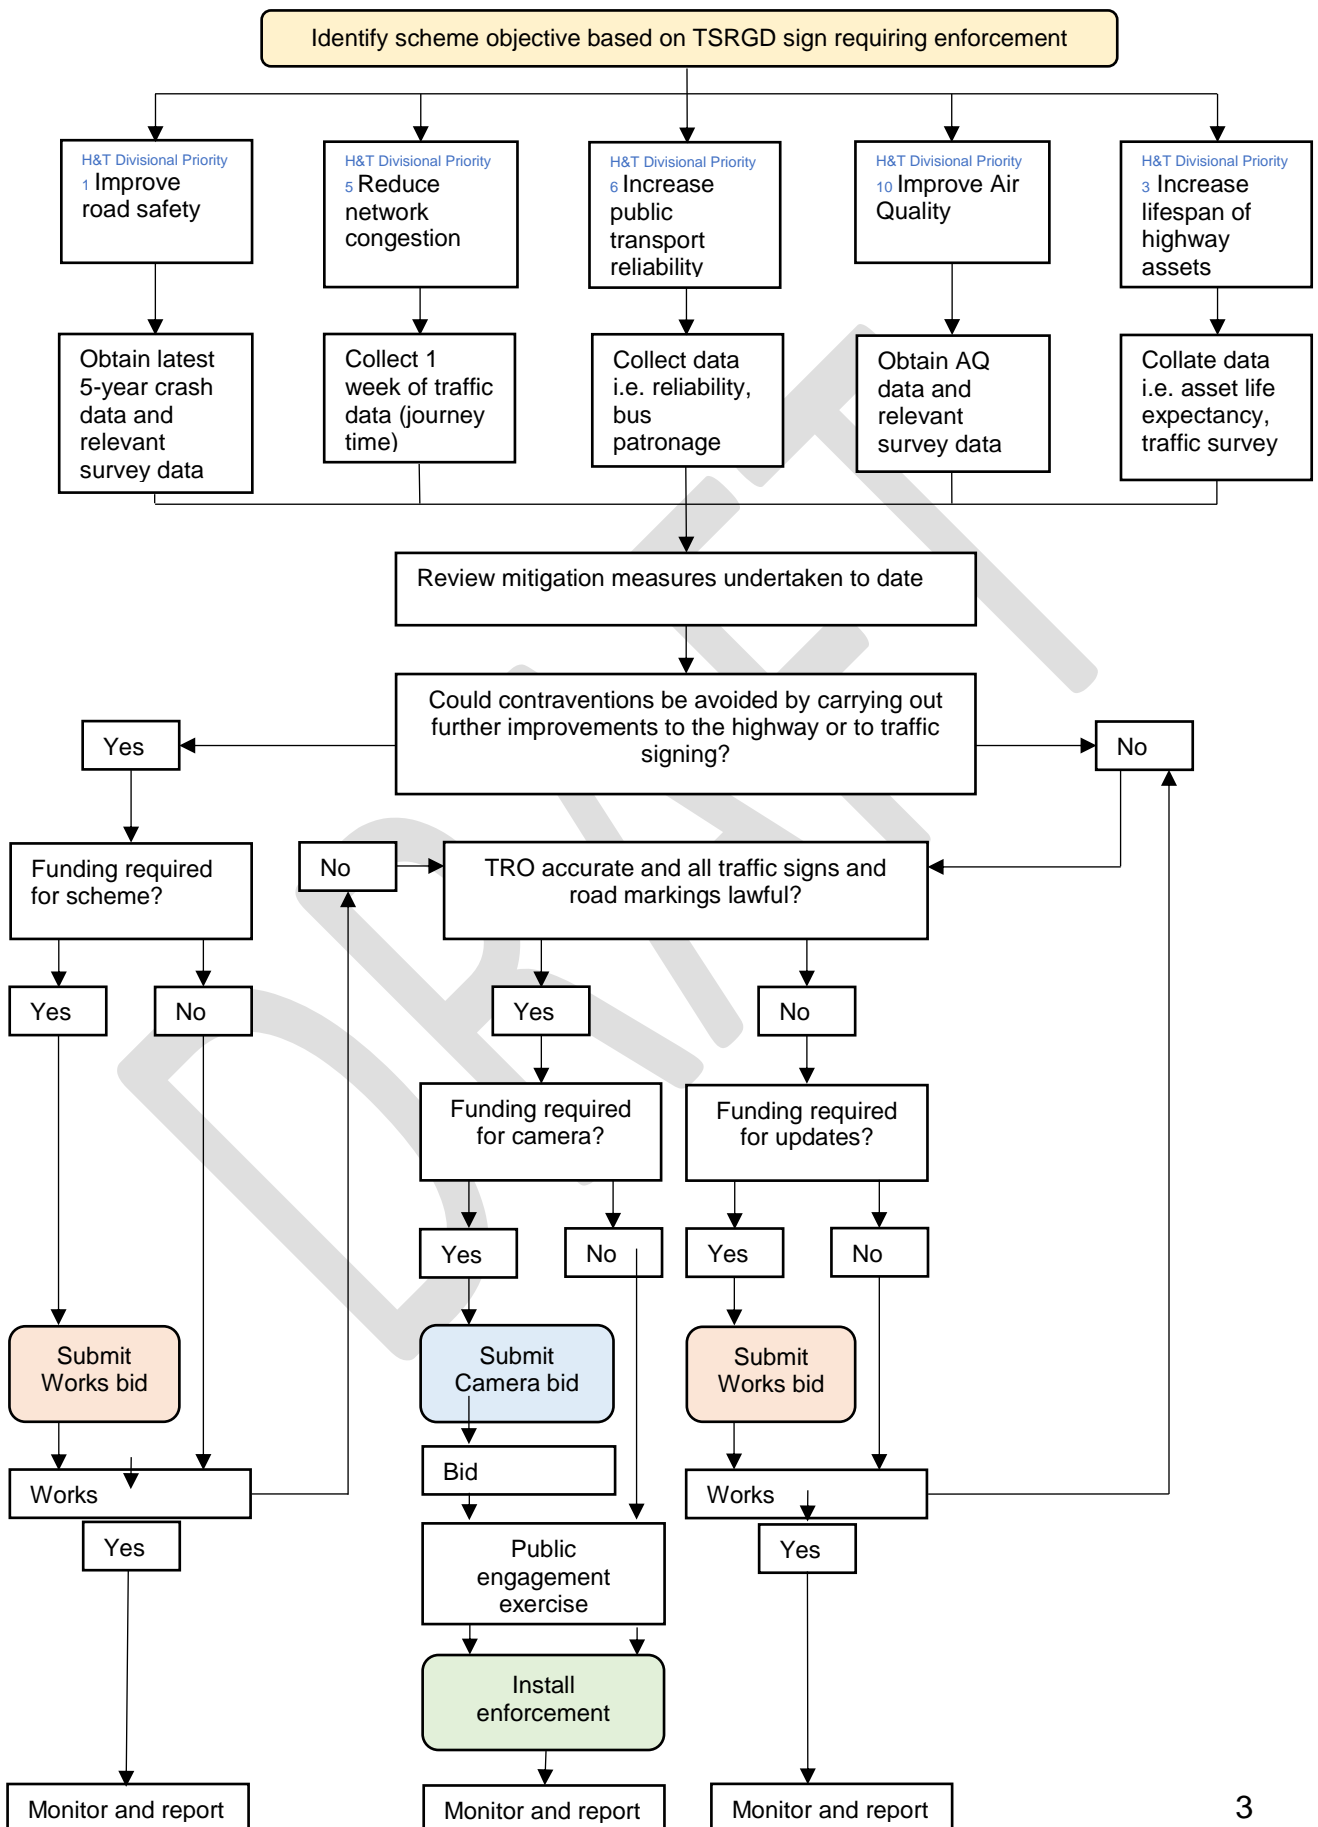 Identify scheme objective based on TSRGD sign requiring enforcement
H&T Divisional Priority
1 Improve
road safety
H&T Divisional Priority
5 Reduce
network
congestion
H&T Divisional Priority
6 Increase
public
transport
reliability
H&T Divisional Priority
10 Improve Air
Quality
H&T Divisional Priority
3 Increase
lifespan of
highway
assets
Obtain latest
5-year crash
data and
relevant
survey data
Collect 1
week of traffic
data (journey
time)
Collect data
i.e. reliability,
bus
patronage
Obtain AQ
data and
relevant
survey data
Collate data
i.e. asset life
expectancy,
traffic survey
Review mitigation measures undertaken to date
Could contraventions be avoided by carrying out
further improvements to the highway or to traffic
signing?
Yes
No
Funding required
for scheme?
No
TRO accurate and all traffic signs and
road markings lawful?
Yes
No
Yes
No
Funding required
for camera?
Funding required
for updates?
Yes
No
Yes
No
Submit
Works bid
Submit
Camera bid
Submit
Works bid
Bid
Works
Works
Yes
Public
engagement
exercise
Yes
Install
enforcement
Monitor and report
Monitor and report
Monitor and report
3
DRAFT